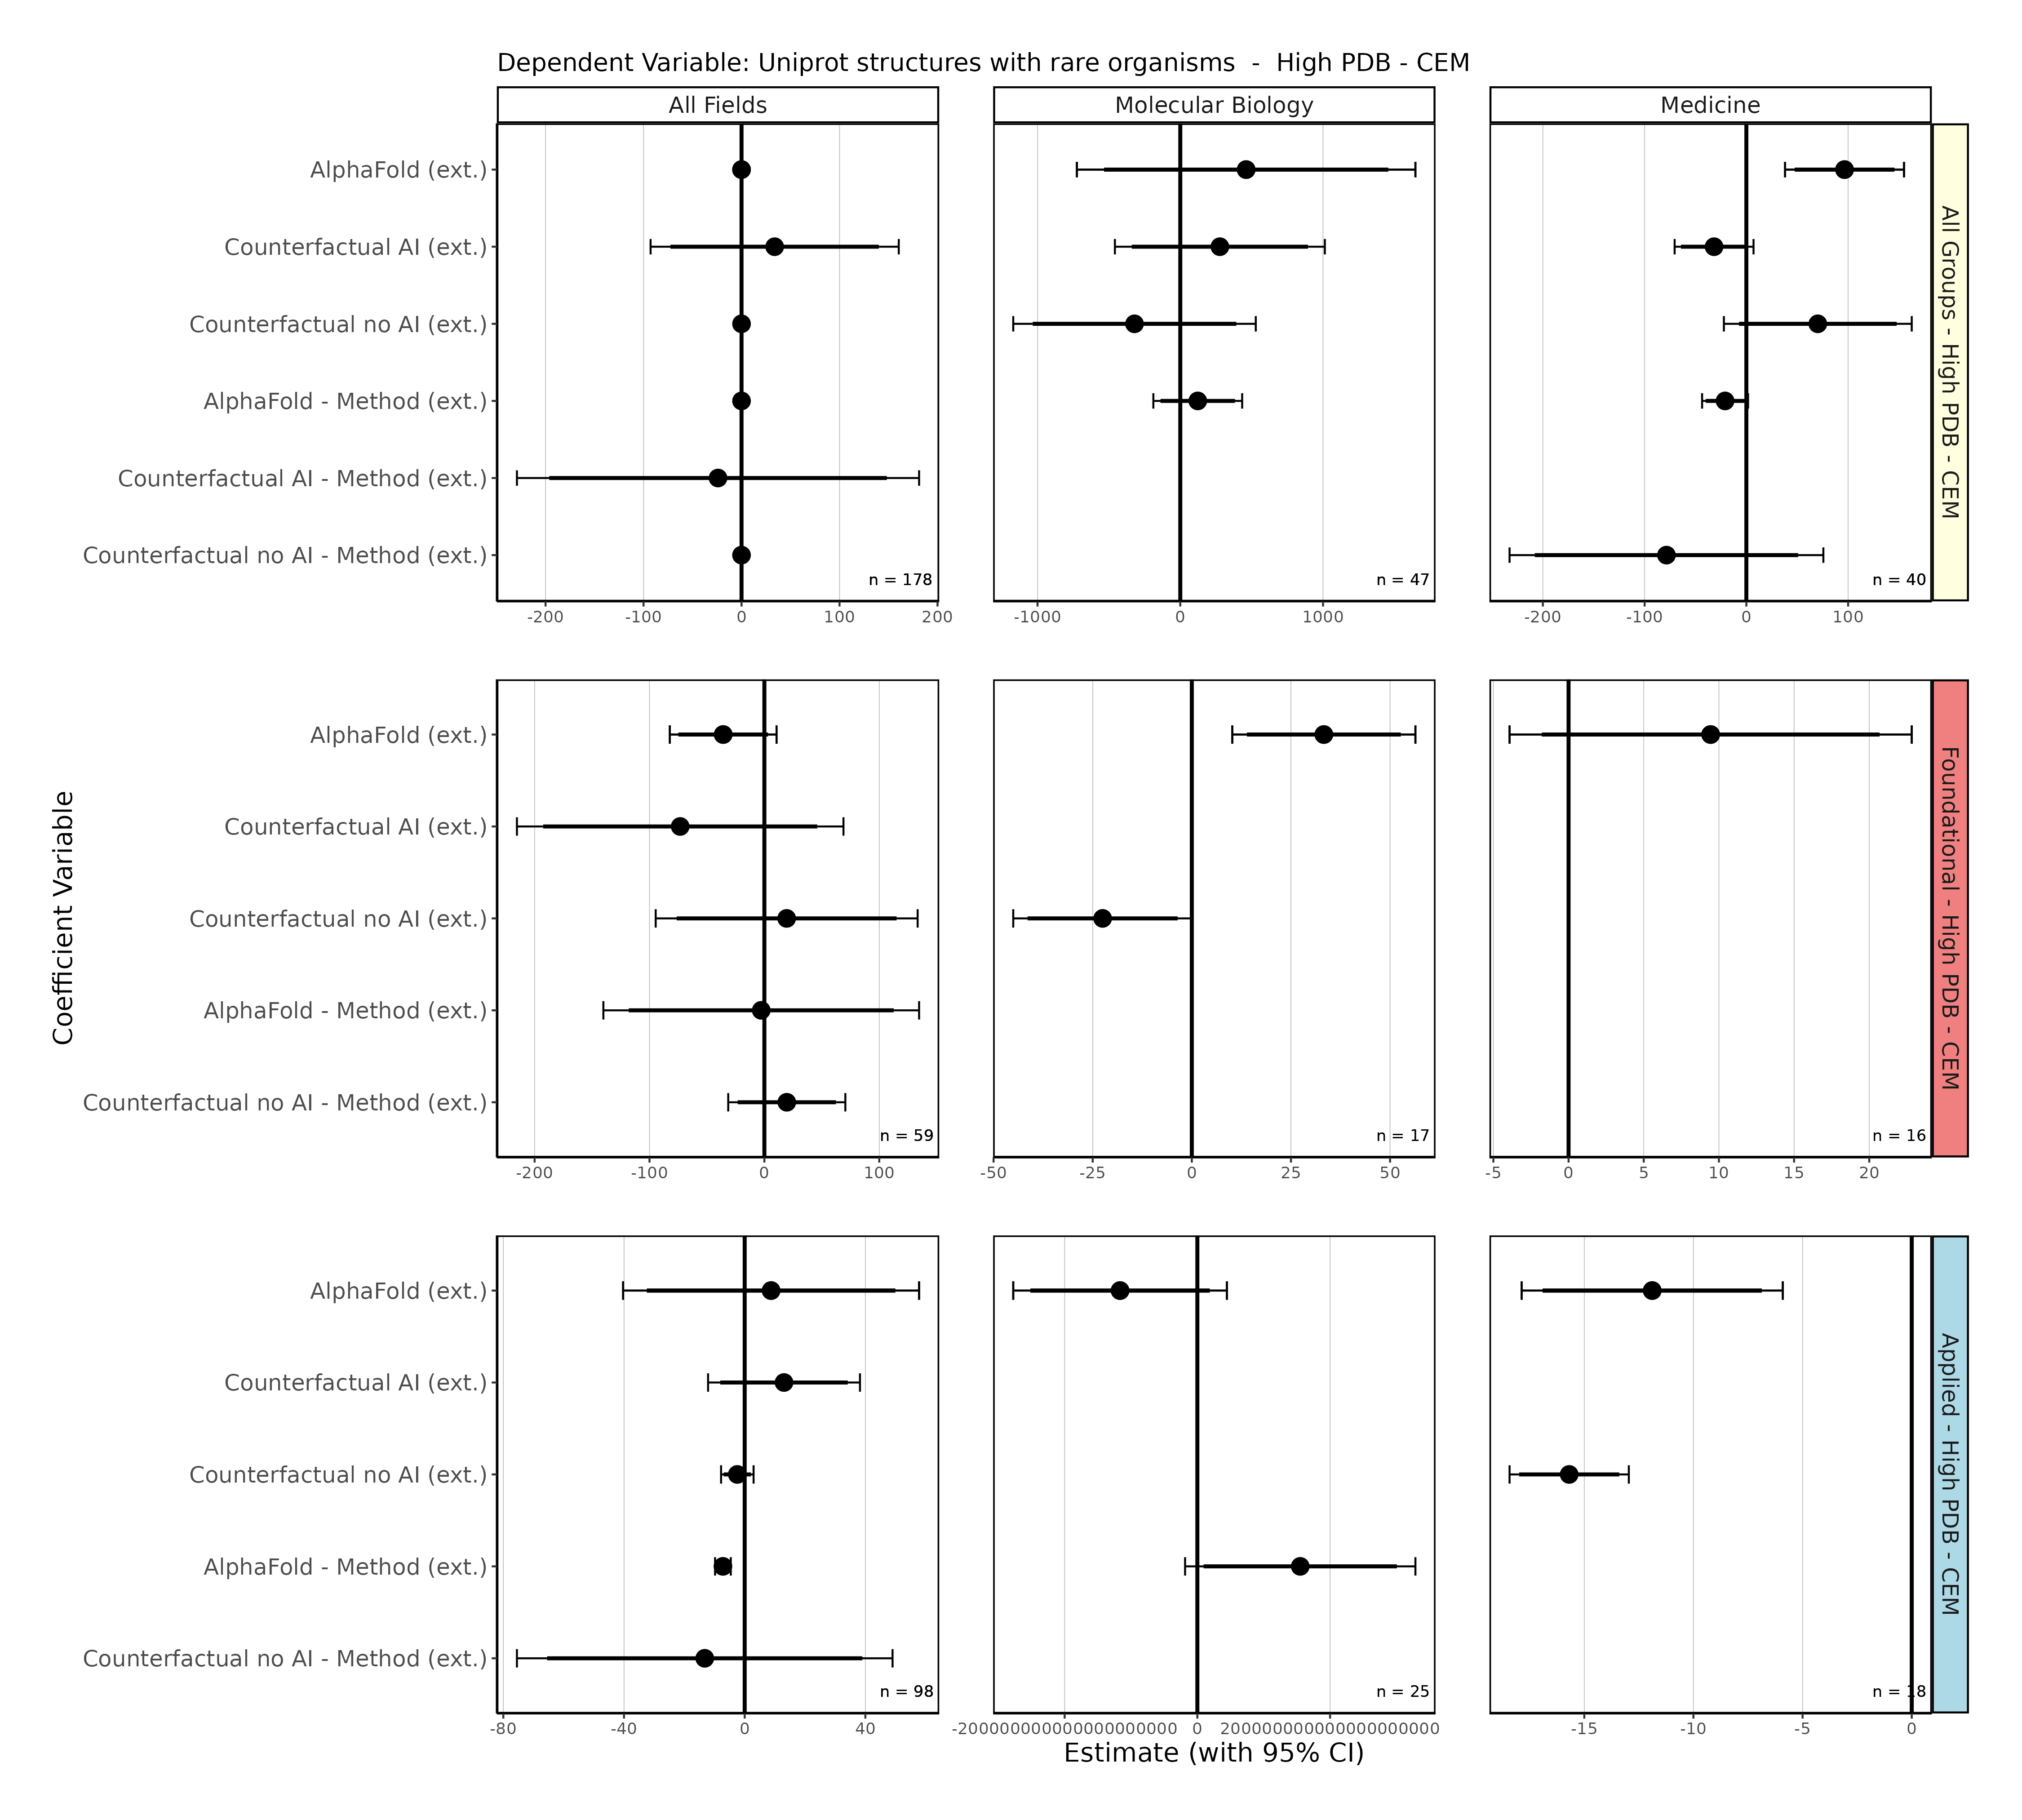 Dependent Variable: Uniprot structures with rare organisms - High PDB - CEM
All Fields
Molecular Biology
Medicine
AlphaFold (ext.)
Counterfactual AI (ext.)
Counterfactual no AI (ext.)
AlphaFold - Method (ext.)
Counterfactual AI - Method (ext.)
Counterfactual no AI - Method (ext.)
n = 178
n = 47
n = 40
-200 -100 0 100 200
-1000 0 1000
-200 -100 0 100
All Groups - High PDB - CEM
Coefficient Variable
AlphaFold (ext.)
Counterfactual AI (ext.)
Counterfactual no AI (ext.)
AlphaFold - Method (ext.)
Counterfactual no AI - Method (ext.)
n = 59
n = 17
n = 16
-200 -100 0 100
-50 -25 0 25 50
-5 0 5 10 15 20
Foundational - High PDB - CEM
AlphaFold (ext.)
Counterfactual AI (ext.)
Counterfactual no AI (ext.)
AlphaFold - Method (ext.)
Counterfactual no AI - Method (ext.)
n = 98
n = 25
n = 18
-80 -40 0 40
0
-15 -10 -5 0
Applied - High PDB - CEM
Estimate (with 95% CI)